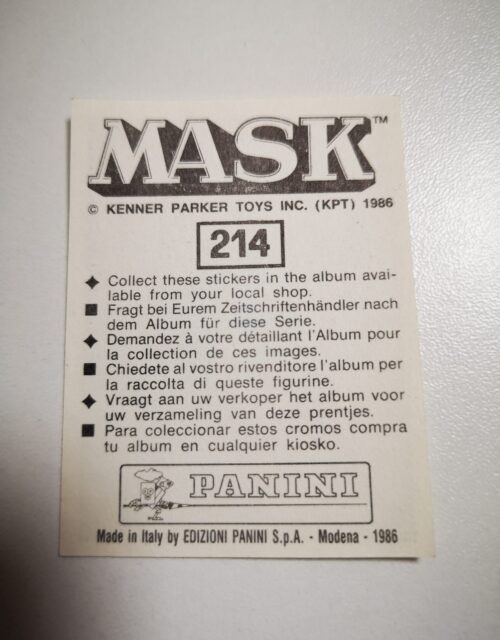 MASK™
© KENNER PARKER TOYS INC. (KPT) 1986
214
◆ Collect these stickers in the album avai-
lable from your local shop.
■ Fragt bei Eurem Zeitschriftenhändler nach
dem Album für diese Serie.
◆ Demandez à votre détaillant l'Album pour
la collection de ces images.
■ Chiedete al vostro rivenditore l'album per
la raccolta di queste figurine.
◆ Vraagt aan uw verkoper het album voor
uw verzameling van deze prentjes.
■ Para coleccionar estos cromos compra
tu album en cualquier kiosko.
PANINI
Made in Italy by EDIZIONI PANINI S.p.A. - Modena - 1986